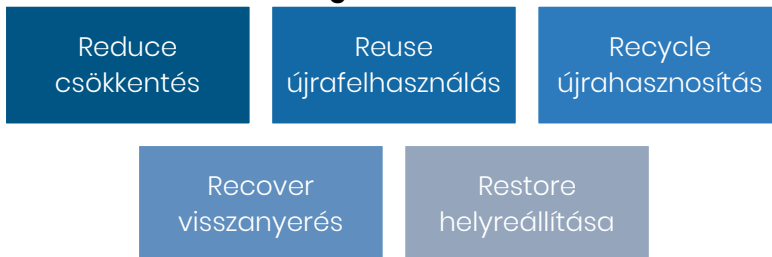 Reduce
csökkentés
Reuse
újrafelhasználás
Recycle
újrahasznosítás
Recover
visszanyerés
Restore
helyreállítása